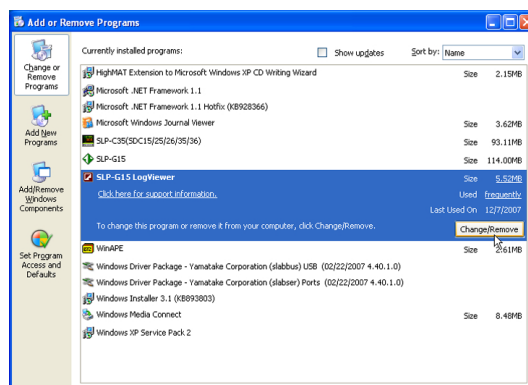 Add or Remove Programs
Change or
Remove
Programs
Add New
Programs
Add/Remove
Windows
Components
Set Program
Access and
Defaults
Currently installed programs:
Show updates
Sort by: Name
HighMAT Extension to Microsoft Windows XP CD Writing Wizard Size 2.15MB
Microsoft .NET Framework 1.1
Microsoft .NET Framework 1.1 Hotfix (KB928366)
Microsoft Windows Journal Viewer Size 3.62MB
SLP-C35(SDC15/25/26/35/36) Size 93.11MB
SLP-G15 Size 114.00MB
SLP-G15 LogViewer Size 5.52MB
Click here for support information. Used frequently
Last Used On 12/7/2007
To change this program or remove it from your computer, click Change/Remove. Change/Remove
WinAPE Size 2.61MB
Windows Driver Package - Yamatake Corporation (slabbus) USB (02/22/2007 4.40.1.0)
Windows Driver Package - Yamatake Corporation (slabser) Ports (02/22/2007 4.40.1.0)
Windows Installer 3.1 (KB893803)
Windows Media Connect Size 8.48MB
Windows XP Service Pack 2